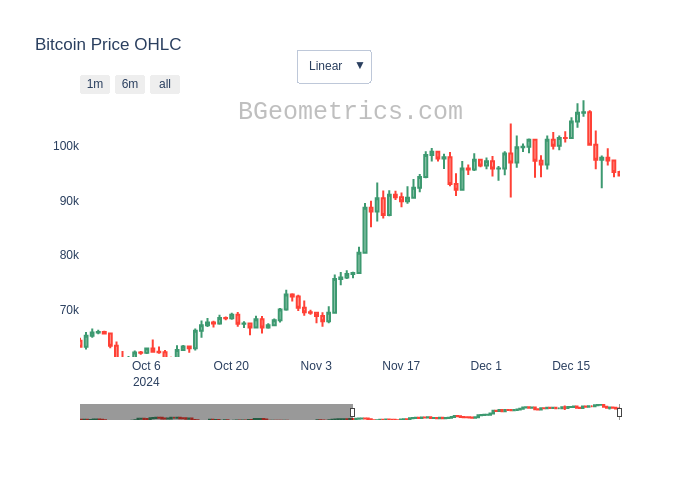 Bitcoin Price OHLC
Linear ▼
1m 6m all
BGeometrics.com
100k
90k
80k
70k
Oct 6 Oct 20 Nov 3 Nov 17 Dec 1 Dec 15
2024